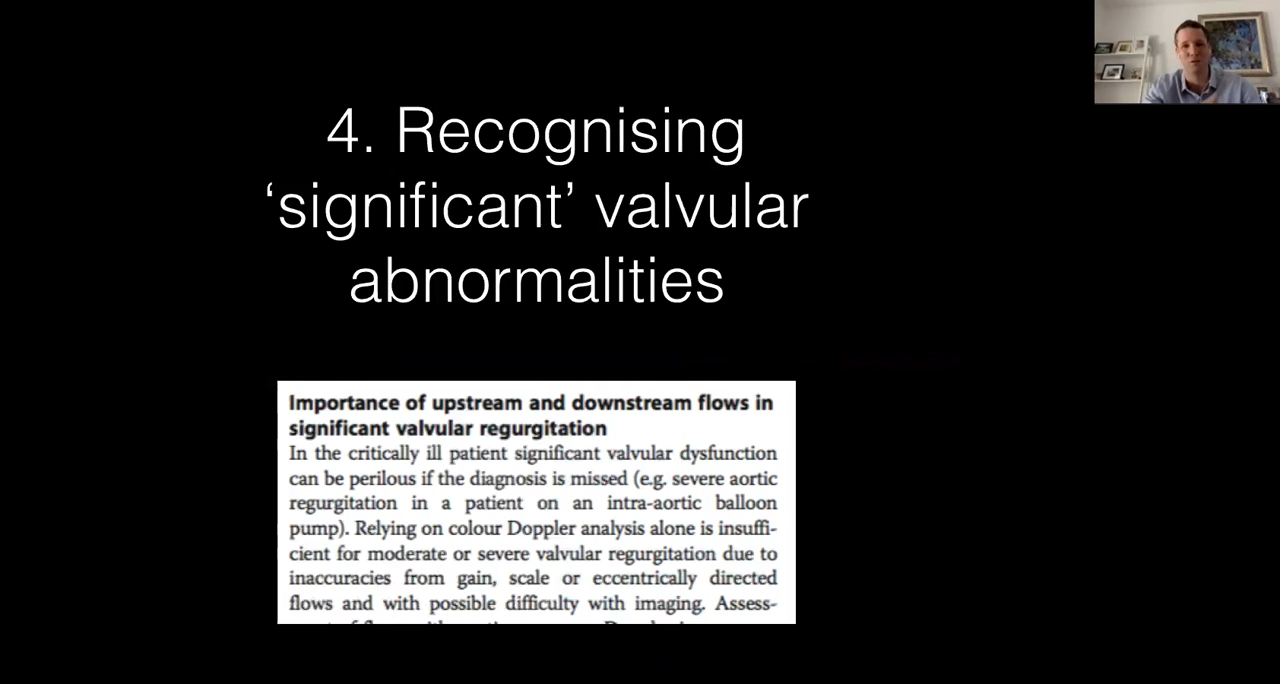 4. Recognising
‘significant’ valvular
abnormalities
Importance of upstream and downstream flows in
significant valvular regurgitation
In the critically ill patient significant valvular dysfunction
can be perilous if the diagnosis is missed (e.g. severe aortic
regurgitation in a patient on an intra-aortic balloon
pump). Relying on colour Doppler analysis alone is insuffi-
cient for moderate or severe valvular regurgitation due to
inaccuracies from gain, scale or eccentrically directed
flows and with possible difficulty with imaging. Assess-